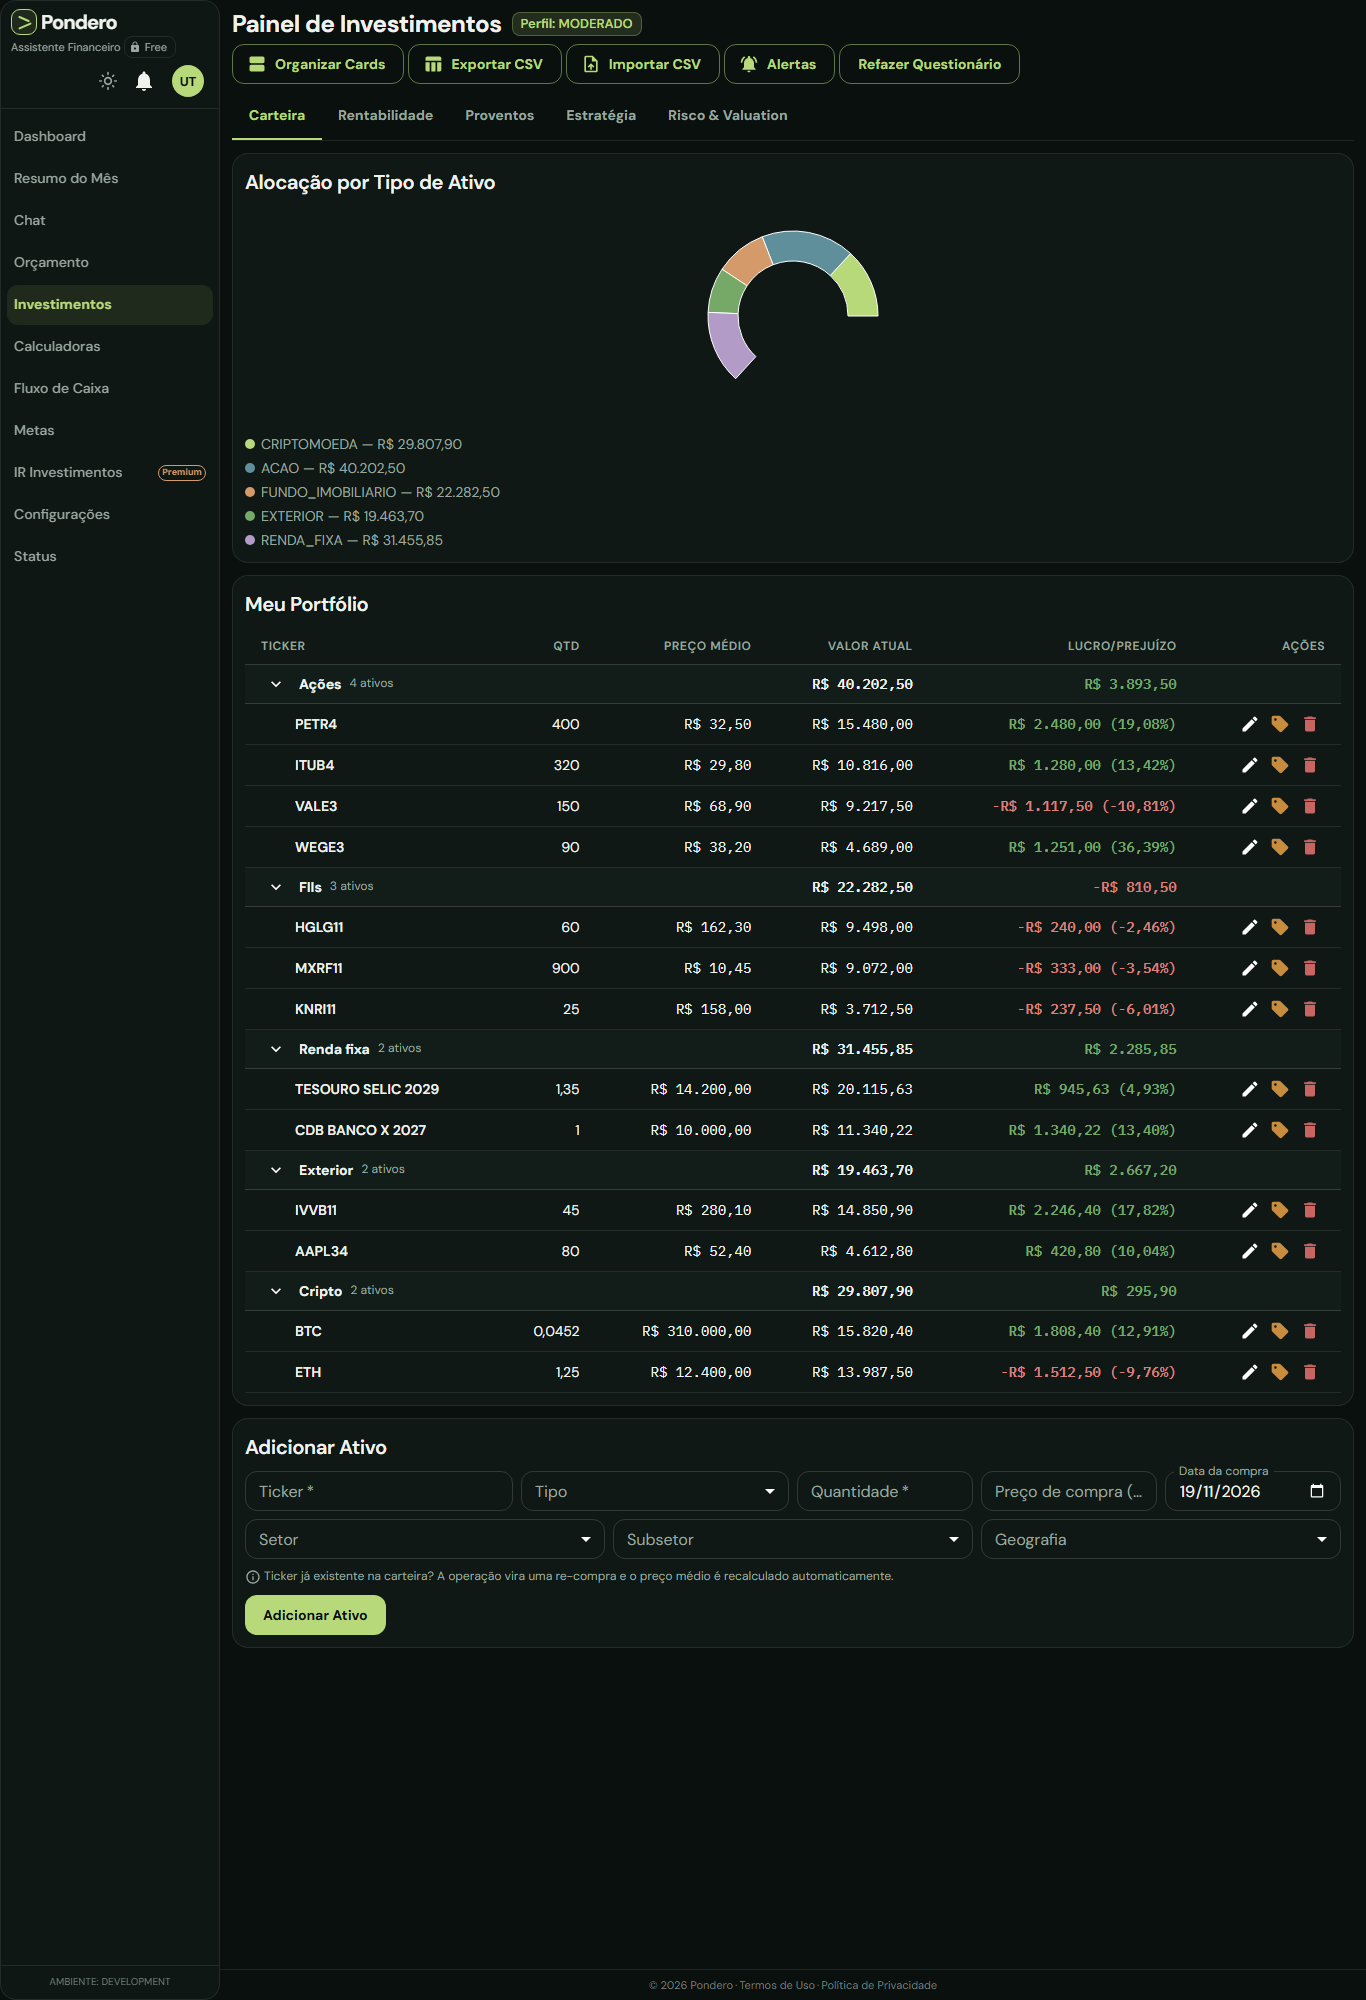 Pondero
Assistente Financeiro Free
UT
Dashboard
Resumo do Mês
Chat
Orçamento
Investimentos
Calculadoras
Fluxo de Caixa
Metas
IR Investimentos Premium
Configurações
Status
AMBIENTE: DEVELOPMENT
Painel de Investimentos Perfil: MODERADO
Organizar Cards Exportar CSV Importar CSV Alertas Refazer Questionário
Carteira Rentabilidade Proventos Estratégia Risco & Valuation
Alocação por Tipo de Ativo
CRIPTOMOEDA — R$ 29.807,90
ACAO — R$ 40.202,50
FUNDO_IMOBILIARIO — R$ 22.282,50
EXTERIOR — R$ 19.463,70
RENDA_FIXA — R$ 31.455,85
Meu Portfólio
TICKER QTD PREÇO MÉDIO VALOR ATUAL LUCRO/PREJUÍZO AÇÕES
Ações 4 ativos R$ 40.202,50 R$ 3.893,50
PETR4 400 R$ 32,50 R$ 15.480,00 R$ 2.480,00 (19,08%)
ITUB4 320 R$ 29,80 R$ 10.816,00 R$ 1.280,00 (13,42%)
VALE3 150 R$ 68,90 R$ 9.217,50 -R$ 1.117,50 (-10,81%)
WEGE3 90 R$ 38,20 R$ 4.689,00 R$ 1.251,00 (36,39%)
FIIs 3 ativos R$ 22.282,50 -R$ 810,50
HGLG11 60 R$ 162,30 R$ 9.498,00 -R$ 240,00 (-2,46%)
MXRF11 900 R$ 10,45 R$ 9.072,00 -R$ 333,00 (-3,54%)
KNRI11 25 R$ 158,00 R$ 3.712,50 -R$ 237,50 (-6,01%)
Renda fixa 2 ativos R$ 31.455,85 R$ 2.285,85
TESOURO SELIC 2029 1,35 R$ 14.200,00 R$ 20.115,63 R$ 945,63 (4,93%)
CDB BANCO X 2027 1 R$ 10.000,00 R$ 11.340,22 R$ 1.340,22 (13,40%)
Exterior 2 ativos R$ 19.463,70 R$ 2.667,20
IVVB11 45 R$ 280,10 R$ 14.850,90 R$ 2.246,40 (17,82%)
AAPL34 80 R$ 52,40 R$ 4.612,80 R$ 420,80 (10,04%)
Cripto 2 ativos R$ 29.807,90 R$ 295,90
BTC 0,0452 R$ 310.000,00 R$ 15.820,40 R$ 1.808,40 (12,91%)
ETH 1,25 R$ 12.400,00 R$ 13.987,50 -R$ 1.512,50 (-9,76%)
Adicionar Ativo
Data da compra
Ticker * Tipo Quantidade * Preço de compra (… 19/11/2026
Setor Subsetor Geografia
Ticker já existente na carteira? A operação vira uma re-compra e o preço médio é recalculado automaticamente.
Adicionar Ativo
© 2026 Pondero · Termos de Uso · Política de Privacidade